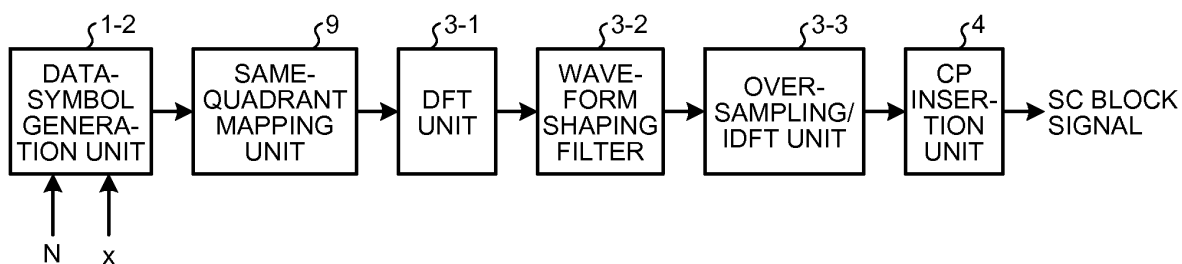 1-2
DATA-
SYMBOL
GENERA-
TION UNIT
9
SAME-
QUADRANT
MAPPING
UNIT
3-1
DFT
UNIT
3-2
WAVE-
FORM
SHAPING
FILTER
3-3
OVER-
SAMPLING/
IDFT UNIT
4
CP
INSER-
TION
UNIT
SC BLOCK
SIGNAL
N
x